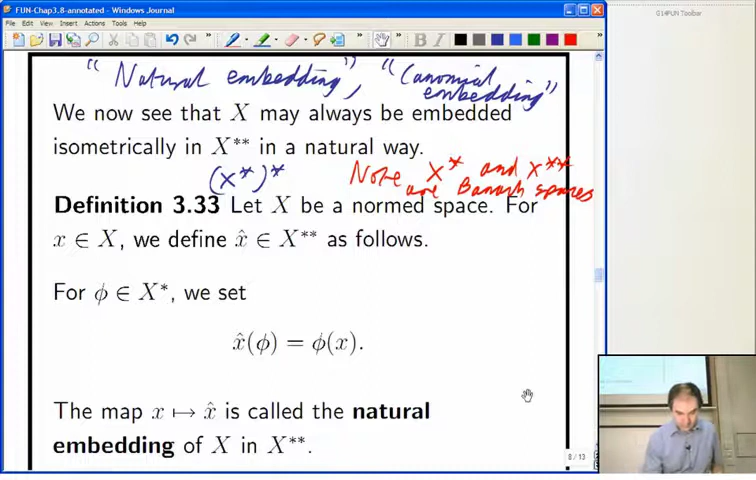 FUN-Chap3.8-annotated - Windows Journal
G14FUN Toolbar
File Edit View Insert Actions Tools Help
B I
"Natural embedding", "Canonical
embedding"
We now see that X may always be embedded
isometrically in X** in a natural way.
(X*)* Note X* and X**
are Banach spaces
Definition 3.33 Let X be a normed space. For
x ∈ X, we define x̂ ∈ X** as follows.
For ϕ ∈ X*, we set
x̂(ϕ) = ϕ(x).
The map x ↦ x̂ is called the natural
embedding of X in X**.
8 / 13